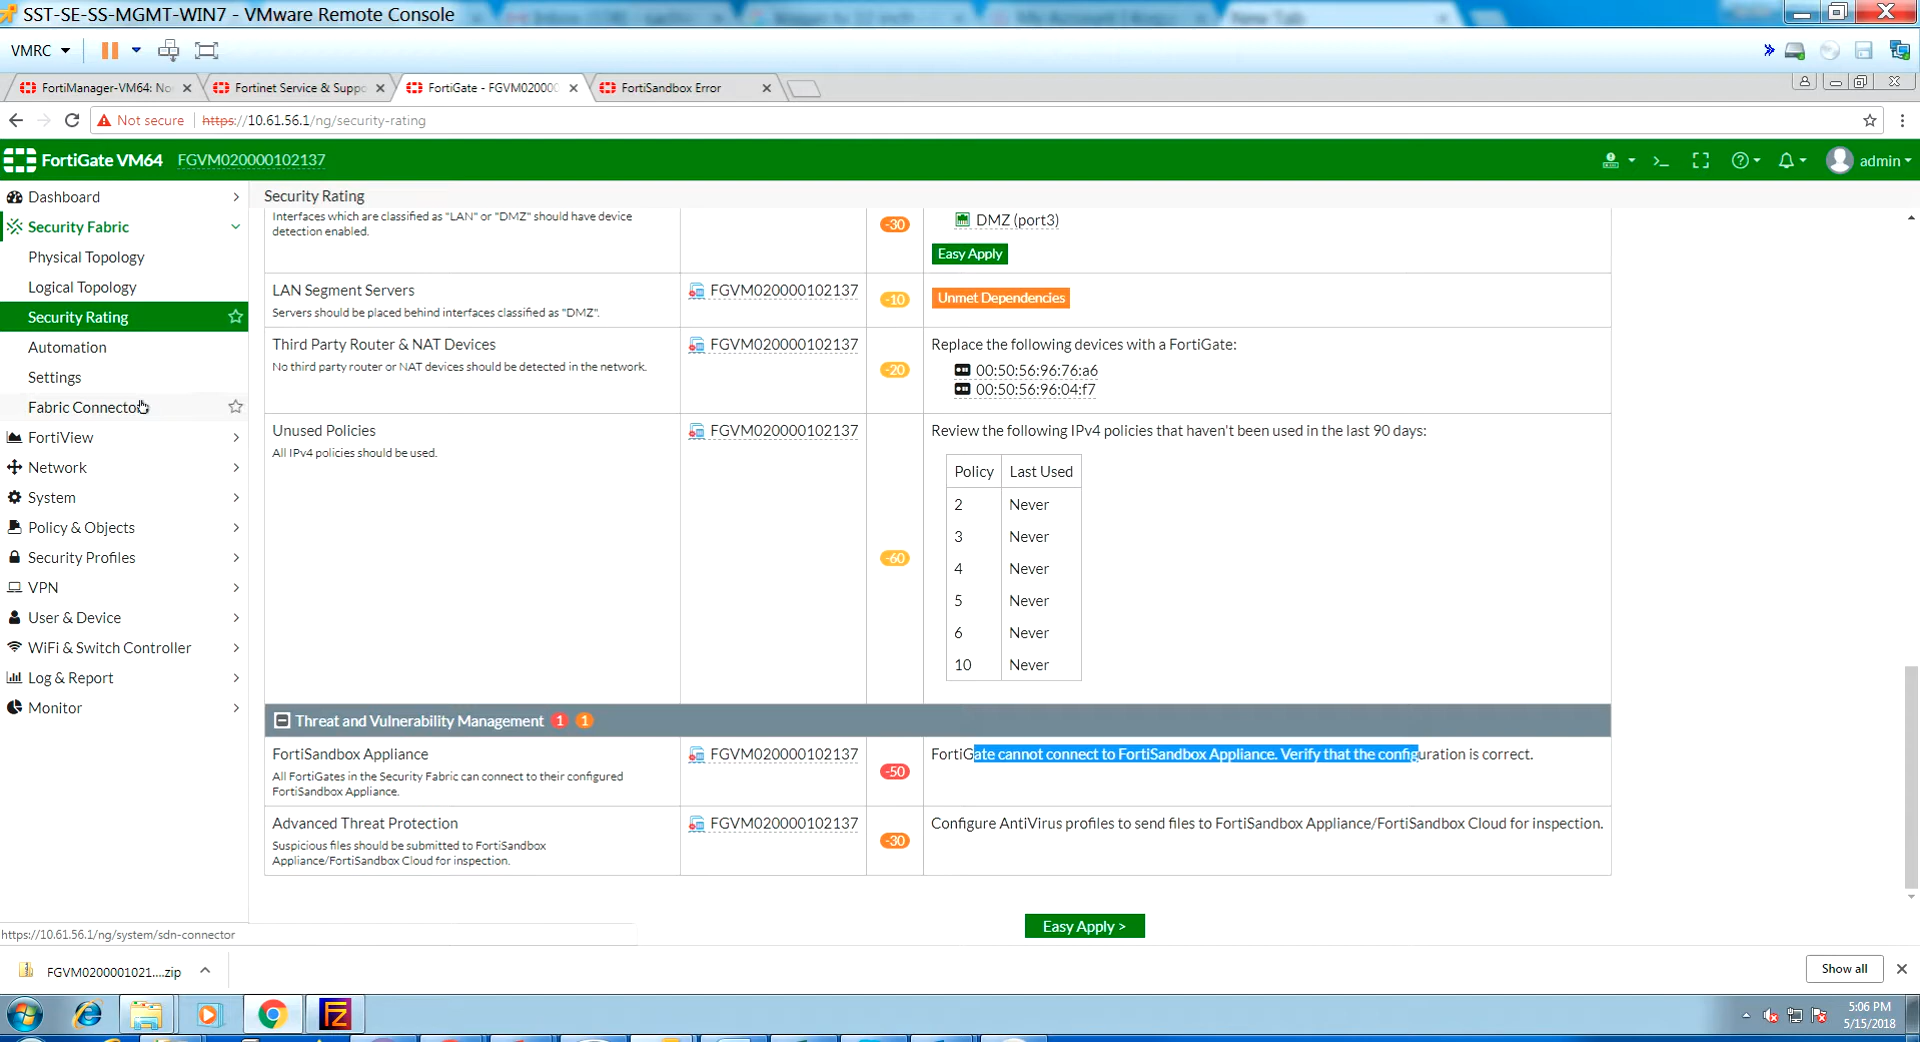 SST-SE-SS-MGMT-WIN7 - VMware Remote Console
New Tab
VMRC
FortiManager-VM64: No
Fortinet Service & Suppo
FortiGate - FGVM02000
FortiSandbox Error
Not secure
https://10.61.56.1/ng/security-rating
FortiGate VM64
FGVM020000102137
admin
Dashboard
Security Fabric
Physical Topology
Logical Topology
Security Rating
Automation
Settings
Fabric Connectors
FortiView
Network
System
Policy & Objects
Security Profiles
VPN
User & Device
WiFi & Switch Controller
Log & Report
Monitor
Security Rating
Interfaces which are classified as "LAN" or "DMZ" should have device
detection enabled.
-30
DMZ (port3)
Easy Apply
LAN Segment Servers
Servers should be placed behind interfaces classified as "DMZ".
FGVM020000102137
-10
Unmet Dependencies
Third Party Router & NAT Devices
No third party router or NAT devices should be detected in the network.
FGVM020000102137
-20
Replace the following devices with a FortiGate:
00:50:56:96:76:a6
00:50:56:96:04:f7
Unused Policies
All IPv4 policies should be used.
FGVM020000102137
-60
Review the following IPv4 policies that haven't been used in the last 90 days:
Policy Last Used
2 Never
3 Never
4 Never
5 Never
6 Never
10 Never
Threat and Vulnerability Management 1 1
FortiSandbox Appliance
All FortiGates in the Security Fabric can connect to their configured
FortiSandbox Appliance.
FGVM020000102137
-50
FortiGate cannot connect to FortiSandbox Appliance. Verify that the configuration is correct.
Advanced Threat Protection
Suspicious files should be submitted to FortiSandbox
Appliance/FortiSandbox Cloud for inspection.
FGVM020000102137
-30
Configure AntiVirus profiles to send files to FortiSandbox Appliance/FortiSandbox Cloud for inspection.
Easy Apply >
https://10.61.56.1/ng/system/sdn-connector
FGVM0200001021....zip
Show all
5:06 PM
5/15/2018